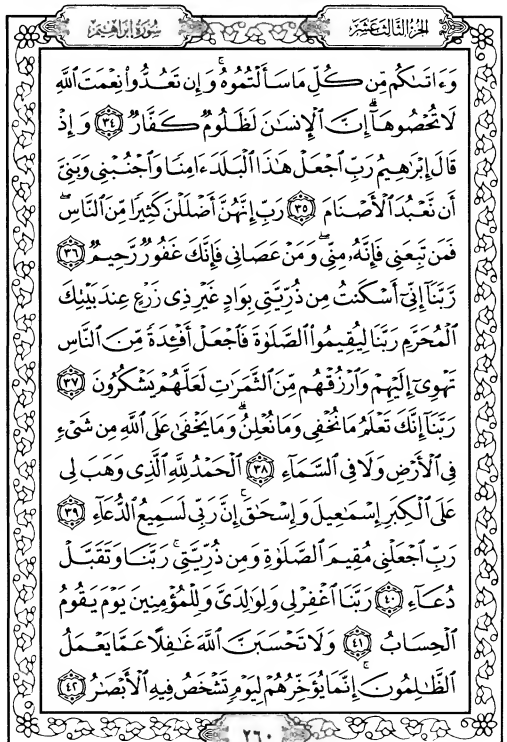 الجزء الثالث عشر
سورة إبراهيم
وَءَاتَىٰكُم مِّن كُلِّ مَا سَأَلْتُمُوهُ ۚ وَإِن تَعُدُّوا۟ نِعْمَتَ ٱللَّهِ
لَا تُحْصُوهَآ ۗ إِنَّ ٱلْإِنسَـٰنَ لَظَلُومٌ كَفَّارٌ ٣٤ وَإِذْ
قَالَ إِبْرَٰهِيمُ رَبِّ ٱجْعَلْ هَـٰذَا ٱلْبَلَدَ ءَامِنًا وَٱجْنُبْنِى وَبَنِىَّ
أَن نَّعْبُدَ ٱلْأَصْنَامَ ٣٥ رَبِّ إِنَّهُنَّ أَضْلَلْنَ كَثِيرًا مِّنَ ٱلنَّاسِ ۖ
فَمَن تَبِعَنِى فَإِنَّهُۥ مِنِّى ۖ وَمَنْ عَصَانِى فَإِنَّكَ غَفُورٌ رَّحِيمٌ ٣٦
رَّبَّنَآ إِنِّىٓ أَسْكَنتُ مِن ذُرِّيَّتِى بِوَادٍ غَيْرِ ذِى زَرْعٍ عِندَ بَيْتِكَ
ٱلْمُحَرَّمِ رَبَّنَا لِيُقِيمُوا۟ ٱلصَّلَوٰةَ فَٱجْعَلْ أَفْـِٔدَةً مِّنَ ٱلنَّاسِ
تَهْوِىٓ إِلَيْهِمْ وَٱرْزُقْهُم مِّنَ ٱلثَّمَرَٰتِ لَعَلَّهُمْ يَشْكُرُونَ ٣٧
رَبَّنَآ إِنَّكَ تَعْلَمُ مَا نُخْفِى وَمَا نُعْلِنُ ۗ وَمَا يَخْفَىٰ عَلَى ٱللَّهِ مِن شَىْءٍ
فِى ٱلْأَرْضِ وَلَا فِى ٱلسَّمَآءِ ٣٨ ٱلْحَمْدُ لِلَّهِ ٱلَّذِى وَهَبَ لِى
عَلَى ٱلْكِبَرِ إِسْمَـٰعِيلَ وَإِسْحَـٰقَ ۚ إِنَّ رَبِّى لَسَمِيعُ ٱلدُّعَآءِ ٣٩
رَبِّ ٱجْعَلْنِى مُقِيمَ ٱلصَّلَوٰةِ وَمِن ذُرِّيَّتِى ۚ رَبَّنَا وَتَقَبَّلْ
دُعَآءِ ٤٠ رَبَّنَا ٱغْفِرْ لِى وَلِوَٰلِدَىَّ وَلِلْمُؤْمِنِينَ يَوْمَ يَقُومُ
ٱلْحِسَابُ ٤١ وَلَا تَحْسَبَنَّ ٱللَّهَ غَـٰفِلًا عَمَّا يَعْمَلُ
ٱلظَّـٰلِمُونَ ۚ إِنَّمَا يُؤَخِّرُهُمْ لِيَوْمٍ تَشْخَصُ فِيهِ ٱلْأَبْصَـٰرُ ٤٢
٢٦٠